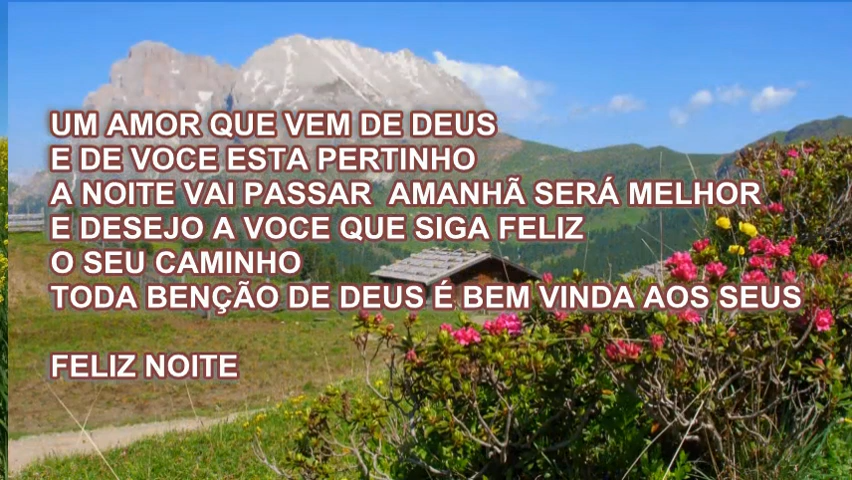 UM AMOR QUE VEM DE DEUS
E DE VOCE ESTA PERTINHO
A NOITE VAI PASSAR  AMANHÃ SERÁ MELHOR
E DESEJO A VOCE QUE SIGA FELIZ
O SEU CAMINHO
TODA BENÇÃO DE DEUS É BEM VINDA AOS SEUS
FELIZ NOITE